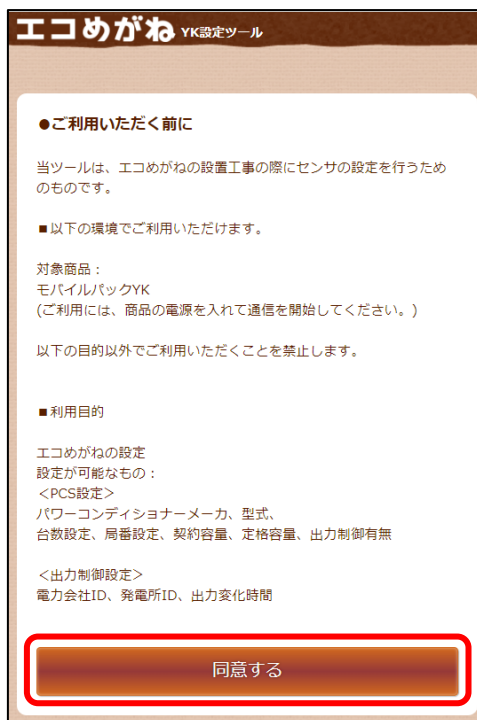 エコめがね YK設定ツール
●ご利用いただく前に
当ツールは、エコめがねの設置工事の際にセンサの設定を行うため
のものです。
■以下の環境でご利用いただけます。
対象商品：
モバイルパックYK
(ご利用には、商品の電源を入れて通信を開始してください。)
以下の目的以外でご利用いただくことを禁止します。
■利用目的
エコめがねの設定
設定が可能なもの：
＜PCS設定＞
パワーコンディショナーメーカ、型式、
台数設定、局番設定、契約容量、定格容量、出力制御有無
＜出力制御設定＞
電力会社ID、発電所ID、出力変化時間
同意する